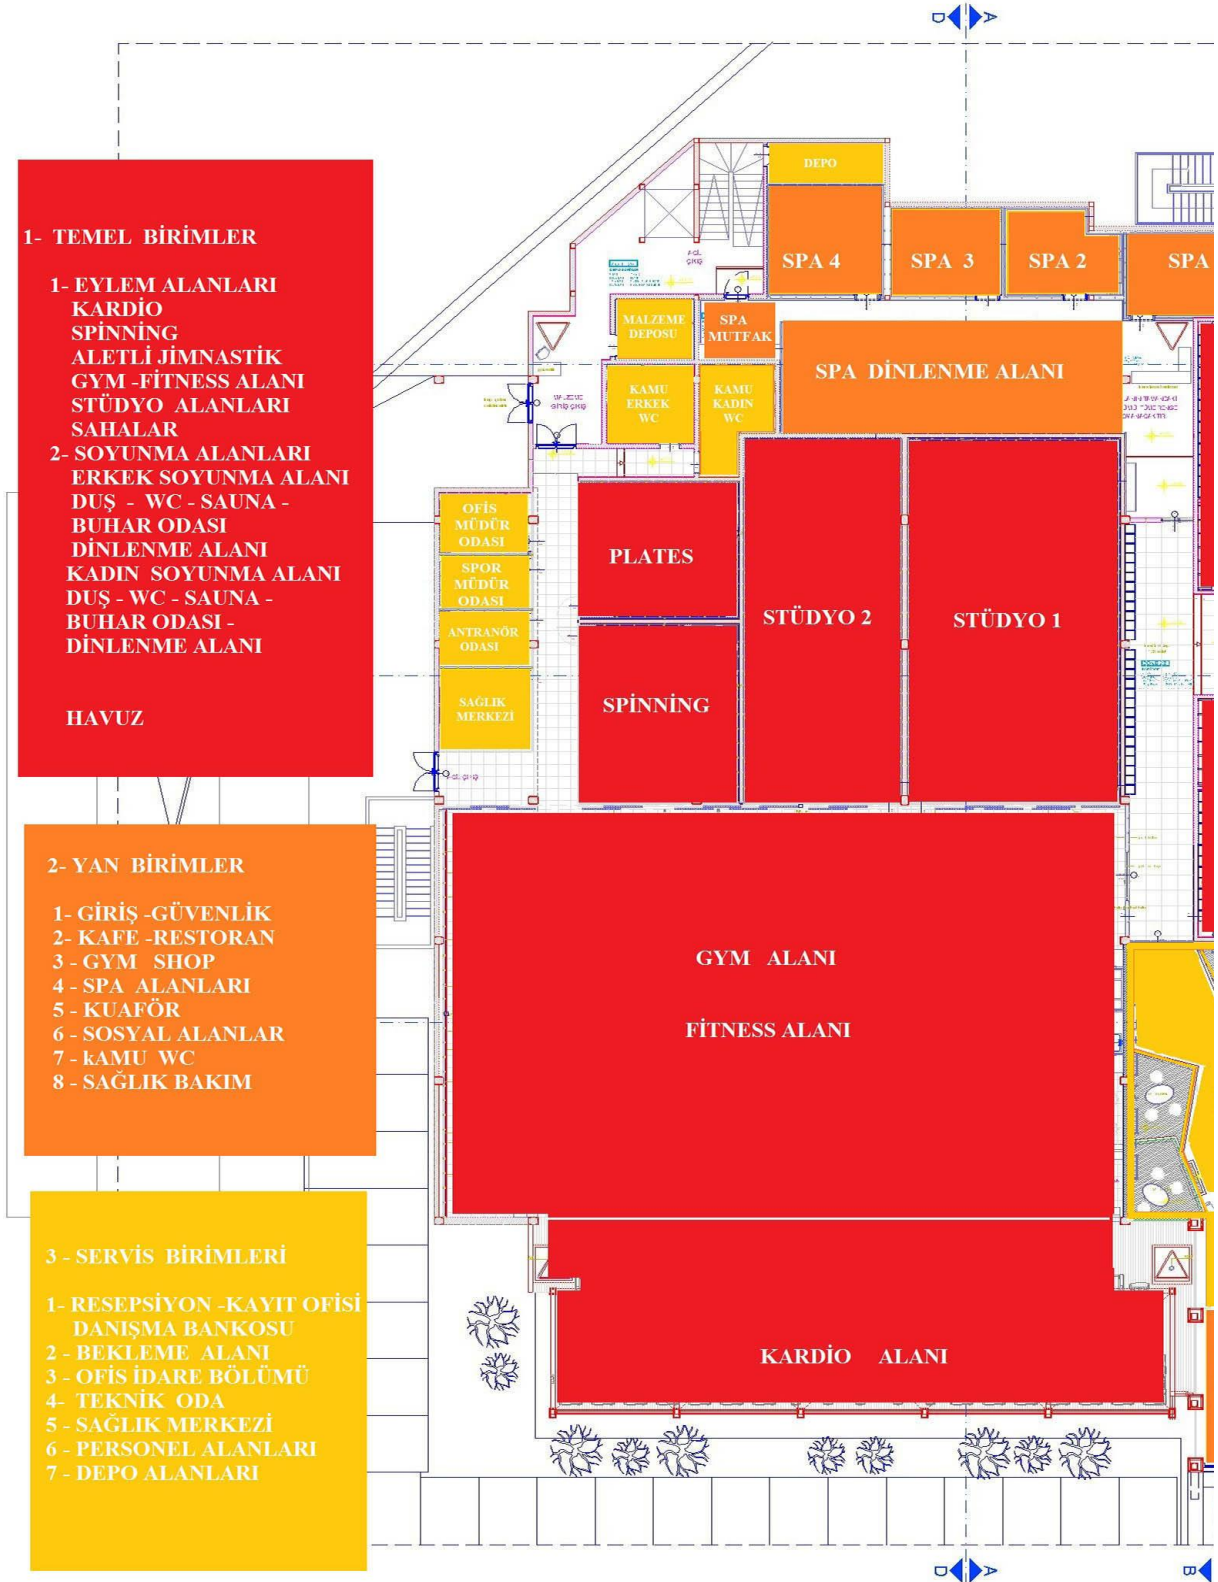 D A
1- TEMEL BİRİMLER
1- EYLEM ALANLARI
KARDİO
SPİNNİNG
ALETLİ JİMNASTİK
GYM -FİTNESS ALANI
STÜDYO ALANLARI
SAHALAR
2- SOYUNMA ALANLARI
ERKEK SOYUNMA ALANI
DUŞ - WC - SAUNA -
BUHAR ODASI
DİNLENME ALANI
KADIN SOYUNMA ALANI
DUŞ - WC - SAUNA -
BUHAR ODASI -
DİNLENME ALANI
HAVUZ
2- YAN BİRİMLER
1- GİRİŞ -GÜVENLİK
2- KAFE -RESTORAN
3 - GYM SHOP
4 - SPA ALANLARI
5 - KUAFÖR
6 - SOSYAL ALANLAR
7 - kAMU WC
8 - SAĞLIK BAKIM
3 - SERVİS BİRİMLERİ
1- RESEPSİYON -KAYIT OFİSİ
DANIŞMA BANKOSU
2 - BEKLEME ALANI
3 - OFİS İDARE BÖLÜMÜ
4- TEKNİK ODA
5 - SAĞLIK MERKEZİ
6 - PERSONEL ALANLARI
7 - DEPO ALANLARI
DEPO
SPA 4
SPA 3
SPA 2
SPA
ACİL
ÇIKIŞ
MALZEME
DEPOSU
SPA
MUTFAK
SPA DİNLENME ALANI
KAMU
ERKEK
WC
KAMU
KADIN
WC
MALZEME
GİRİŞ ÇIKIŞ
OFİS
MÜDÜR
ODASI
SPOR
MÜDÜR
ODASI
ANTRANÖR
ODASI
SAĞLIK
MERKEZİ
ACİL ÇIKIŞ
PLATES
SPİNNİNG
STÜDYO 2
STÜDYO 1
GYM ALANI
FİTNESS ALANI
KARDİO ALANI
D A
B